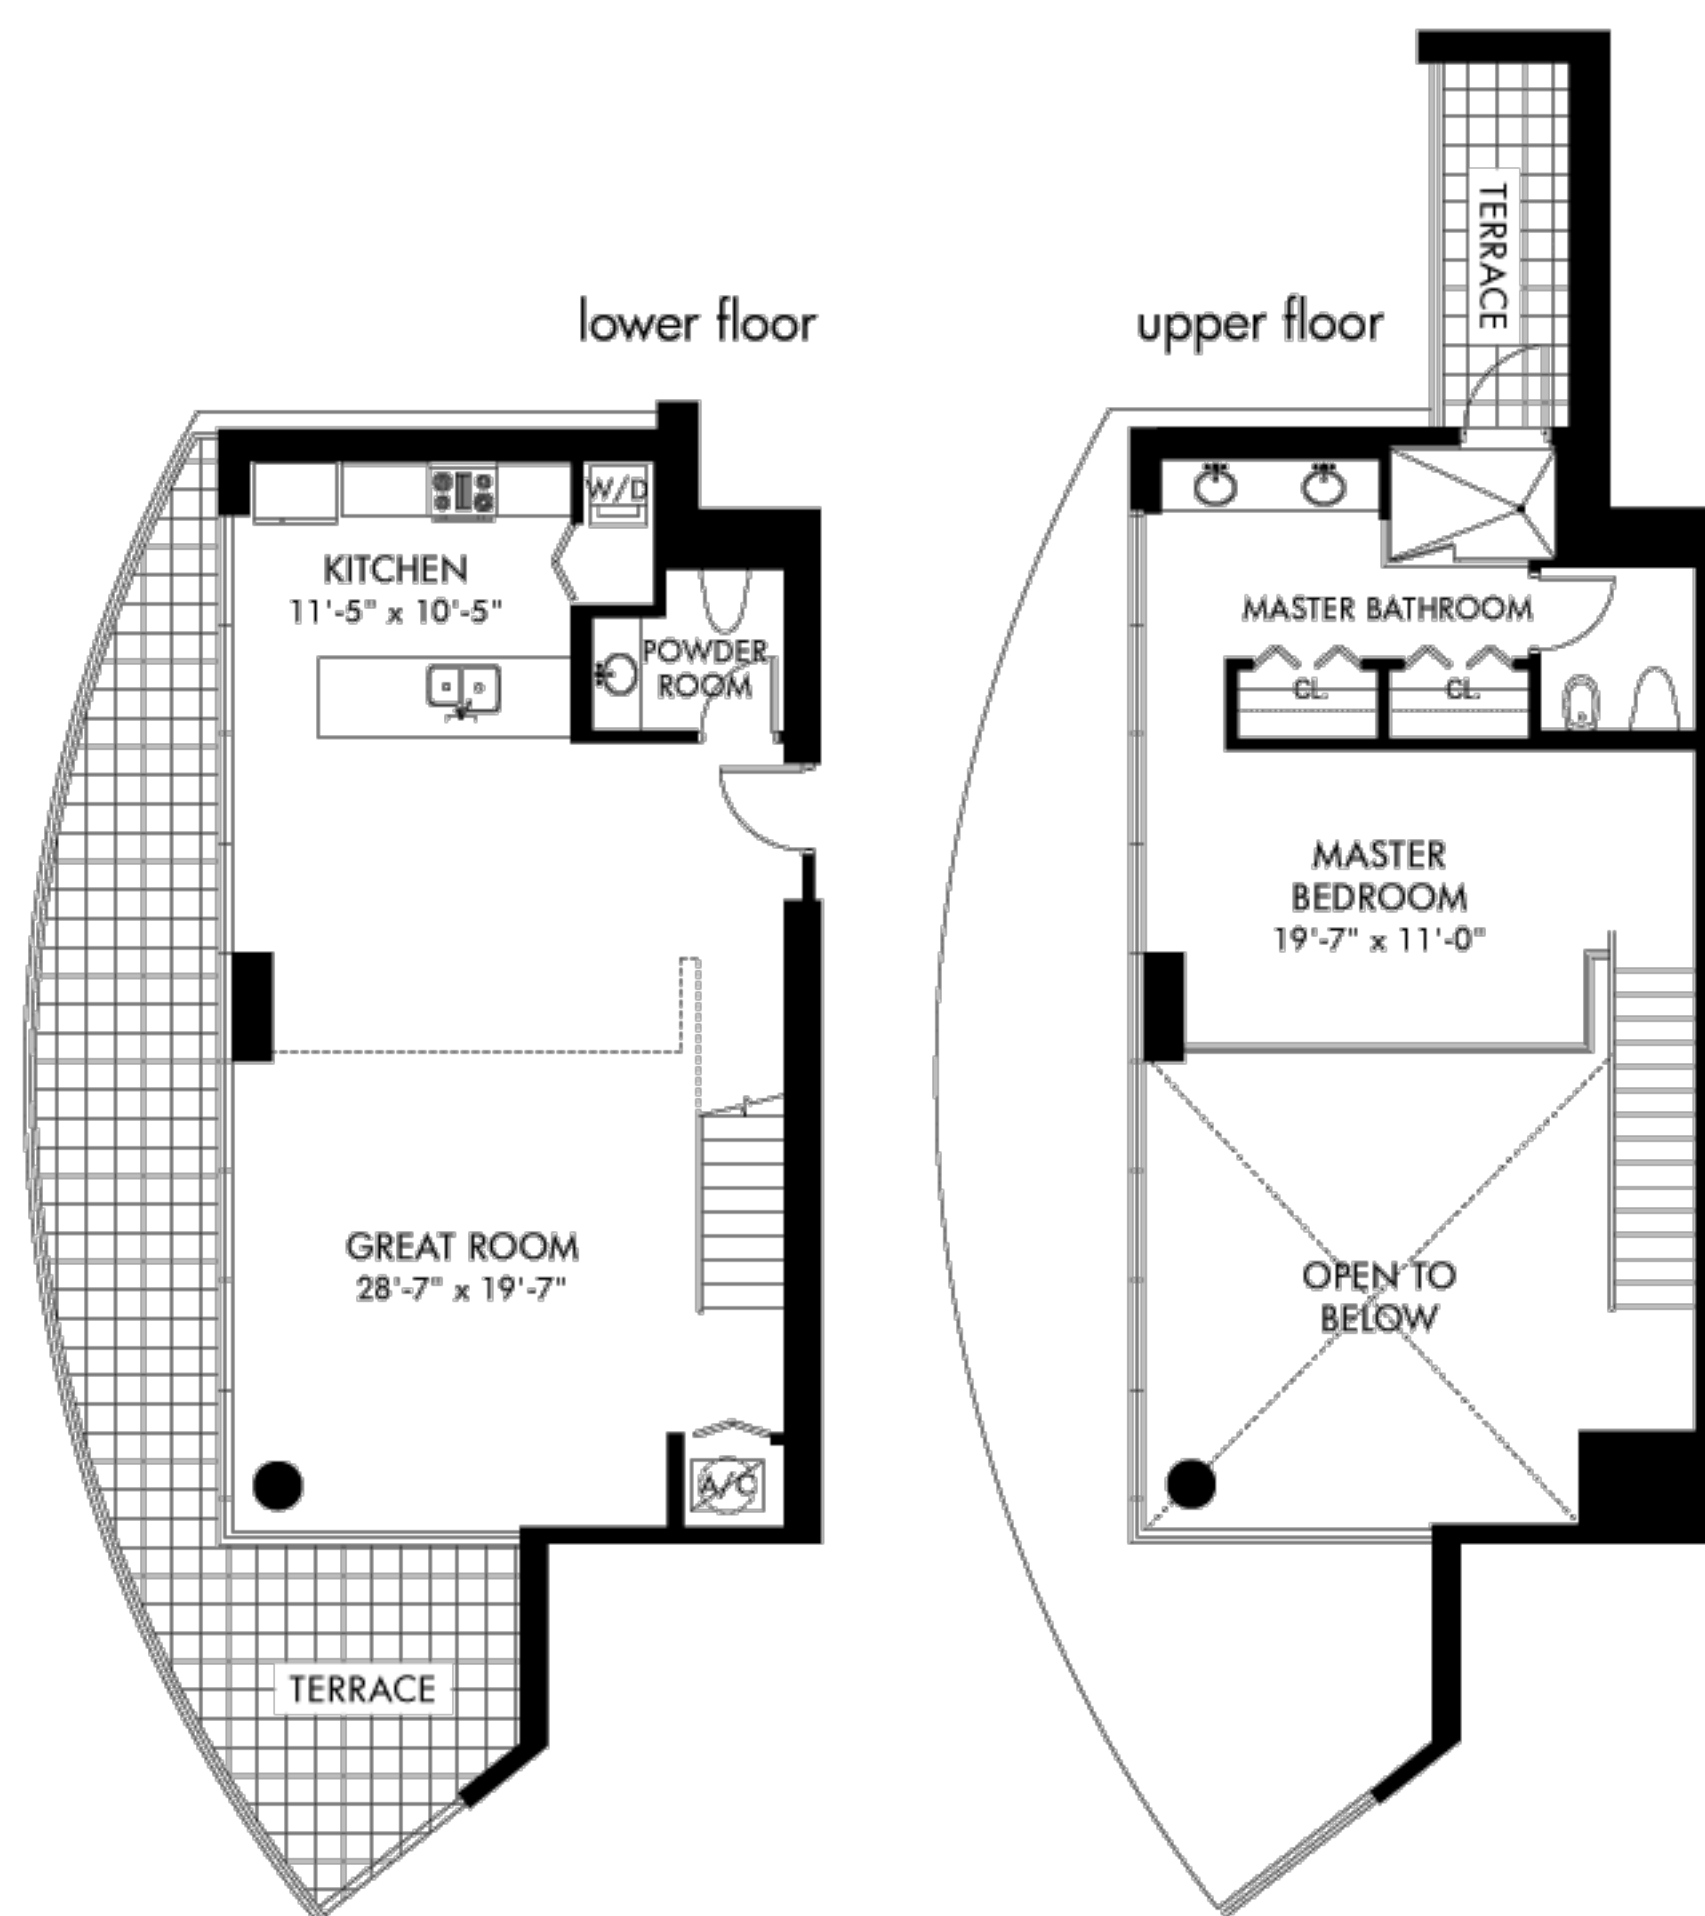 lower floor
KITCHEN
11'-5" x 10'-5"
W/D
POWDER
ROOM
GREAT ROOM
28'-7" x 19'-7"
A/C
TERRACE
upper floor
TERRACE
MASTER BATHROOM
CL.
CL.
MASTER
BEDROOM
19'-7" x 11'-0"
OPEN TO
BELOW